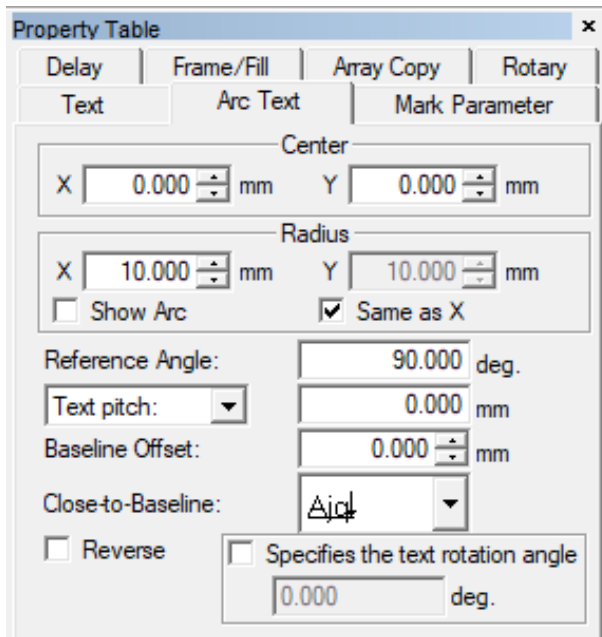 Property Table ×
Delay Frame/Fill Array Copy Rotary
Text Arc Text Mark Parameter
Center
X 0.000 mm Y 0.000 mm
Radius
X 10.000 mm Y 10.000 mm
Show Arc Same as X
Reference Angle: 90.000 deg.
Text pitch: 0.000 mm
Baseline Offset: 0.000 mm
Close-to-Baseline: Ajq
Reverse Specifies the text rotation angle
0.000 deg.